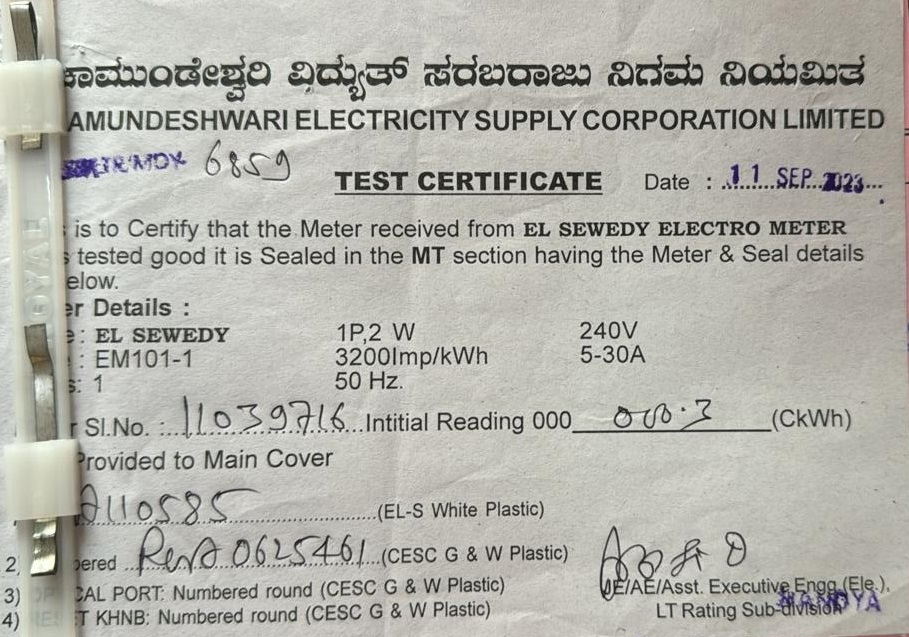 ಚಾಮುಂಡೇಶ್ವರಿ ವಿದ್ಯುತ್ ಸರಬರಾಜು ನಿಗಮ ನಿಯಮಿತ
AMUNDESHWARI ELECTRICITY SUPPLY CORPORATION LIMITED
6859
TEST CERTIFICATE Date : 11 SEP 2023
is to Certify that the Meter received from EL SEWEDY ELECTRO METER
tested good it is Sealed in the MT section having the Meter & Seal details
elow.
er Details :
: EL SEWEDY 1P,2 W 240V
: EM101-1 3200Imp/kWh 5-30A
s: 1 50 Hz.
r Sl.No. : 11039716 Intitial Reading 000 000.3 (CkWh)
Provided to Main Cover
110585 (EL-S White Plastic)
2) bered 0625461 (CESC G & W Plastic)
3) CAL PORT: Numbered round (CESC G & W Plastic) JE/AE/Asst. Executive Engg.(Ele.).
4) T KHNB: Numbered round (CESC G & W Plastic) LT Rating Sub-division MANDYA